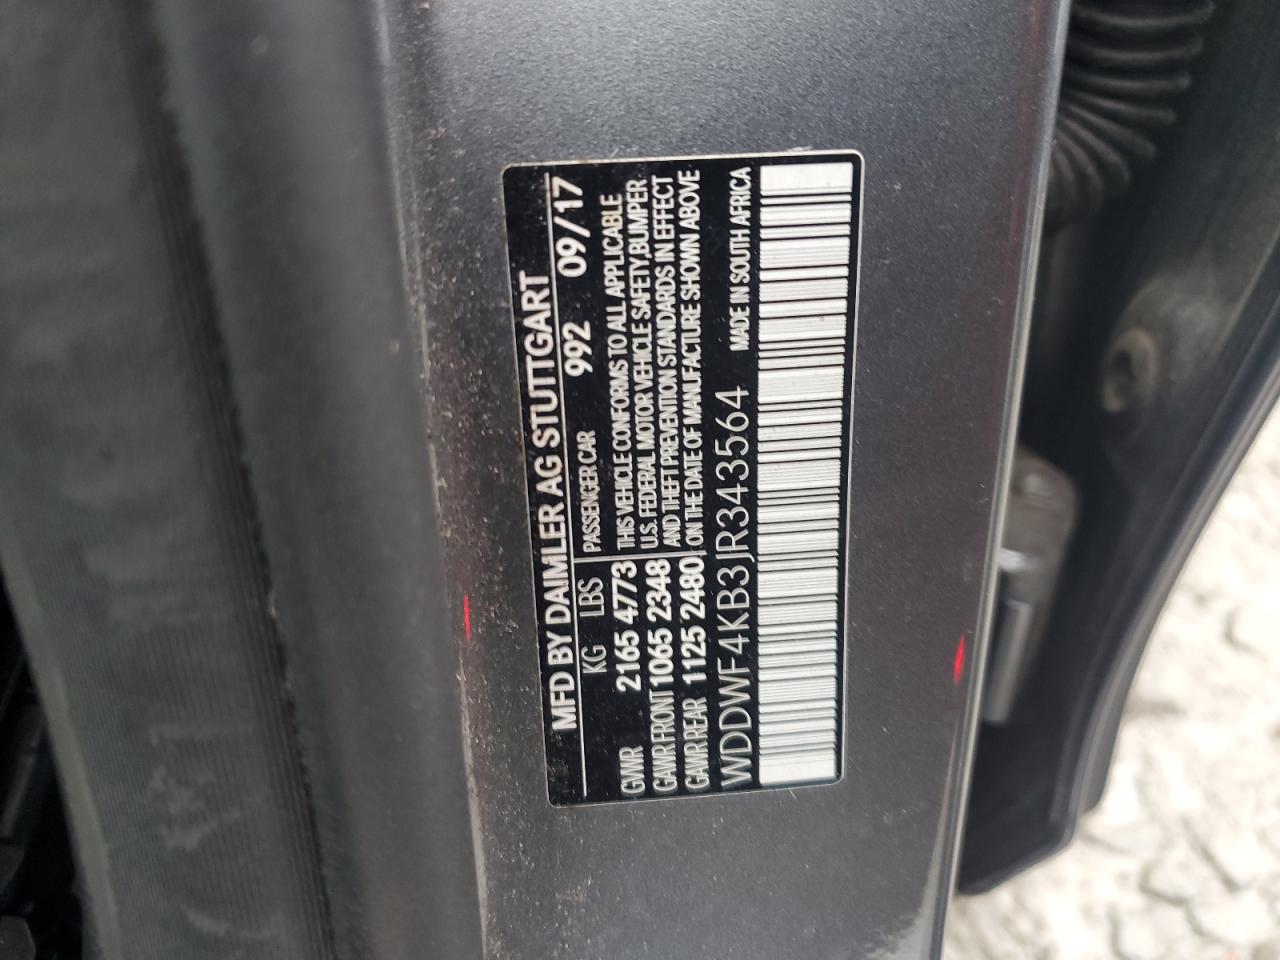 MFD BY DAIMLER AG STUTTGART
KG LBS PASSENGER CAR 992 09/17
GVWR 2165 4773 THIS VEHICLE CONFORMS TO ALL APPLICABLE
GAWR FRONT 1065 2348 U.S. FEDERAL MOTOR VEHICLE SAFETY,BUMPER
GAWR REAR 1125 2480 AND THEFT PREVENTION STANDARDS IN EFFECT
ON THE DATE OF MANUFACTURE SHOWN ABOVE
WDDWF4KB3JR343564 MADE IN SOUTH AFRICA